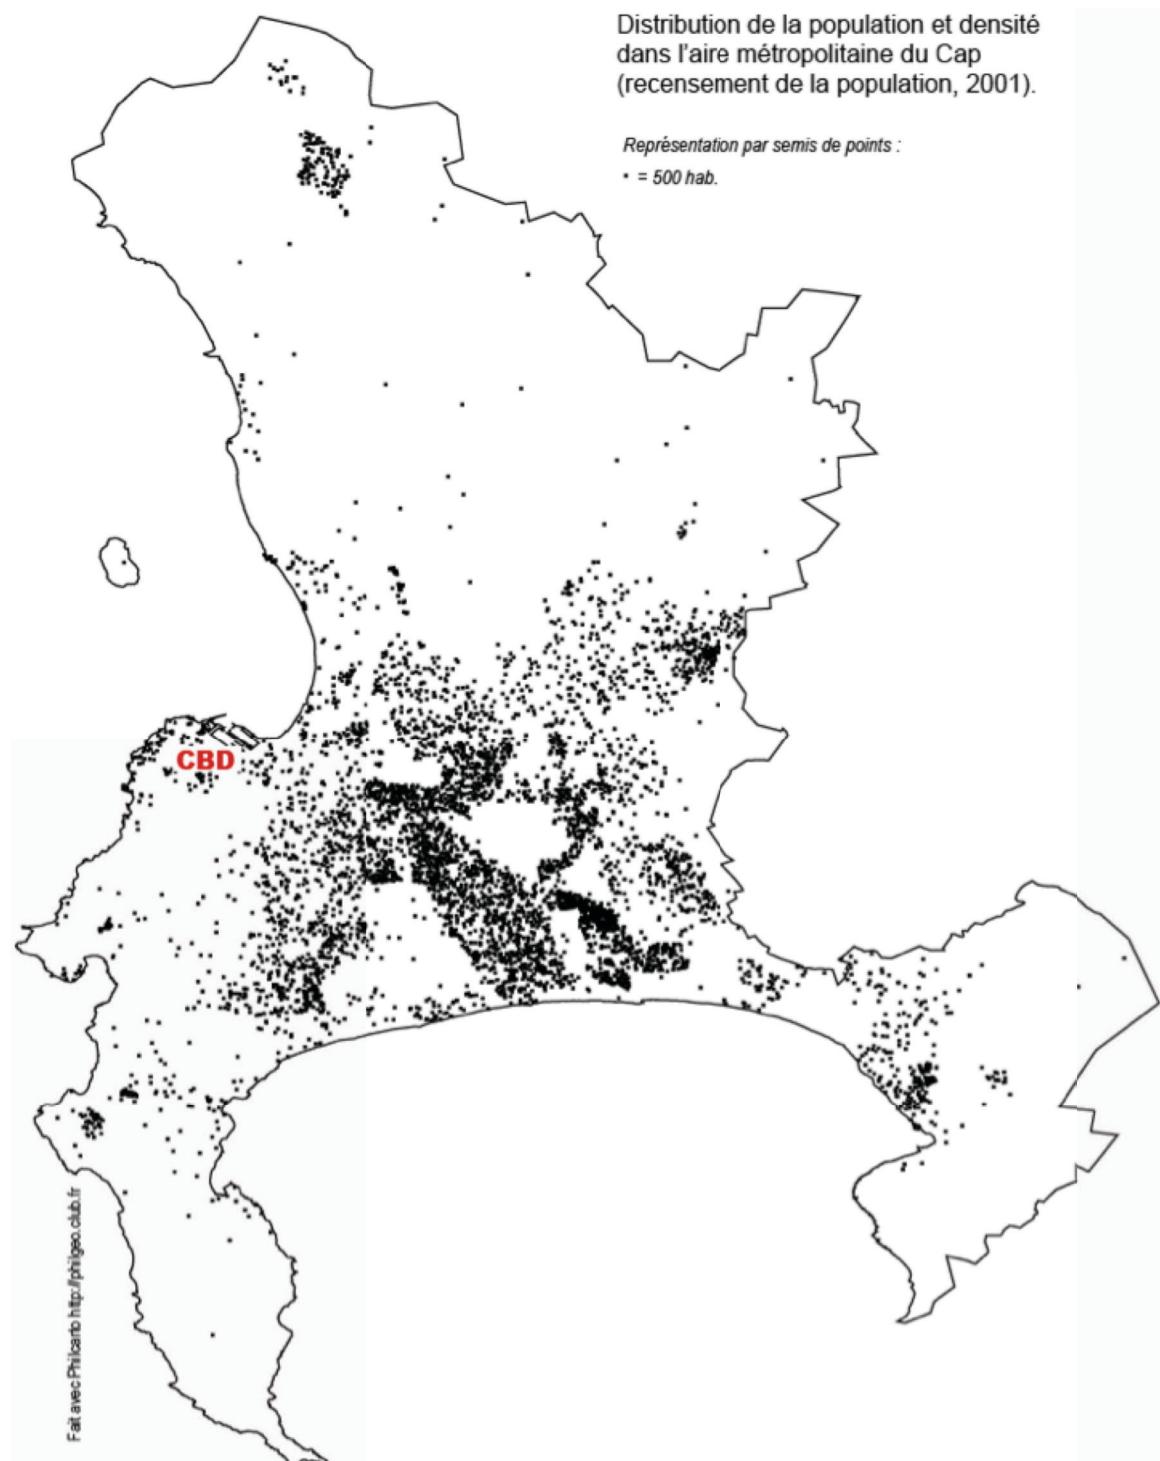 Distribution de la population et densité
dans l'aire métropolitaine du Cap
(recensement de la population, 2001).
Représentation par semis de points :
▪ = 500 hab.
CBD
Fait avec Philcarto http://philgeo.club.fr